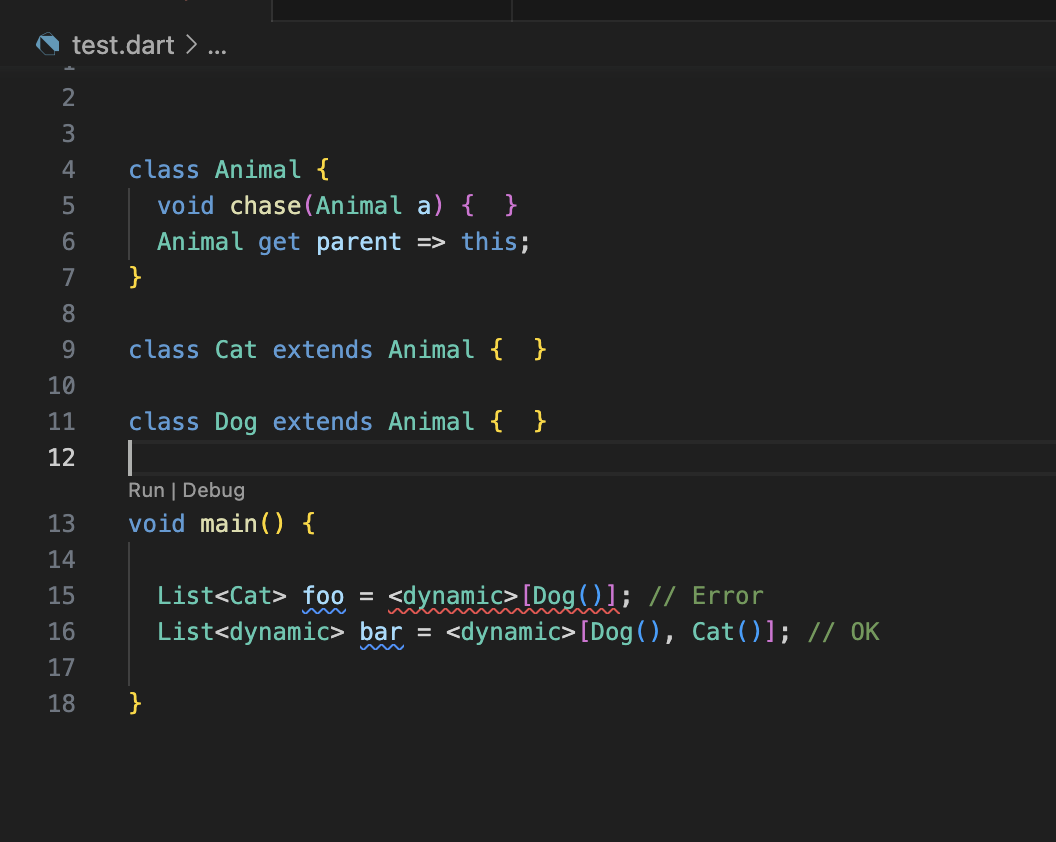 test.dart > ...
1
2
3
4 class Animal {
5 void chase(Animal a) {  }
6 Animal get parent => this;
7 }
8
9 class Cat extends Animal {  }
10
11 class Dog extends Animal {  }
12
Run | Debug
13 void main() {
14
15 List<Cat> foo = <dynamic>[Dog()]; // Error
16 List<dynamic> bar = <dynamic>[Dog(), Cat()]; // OK
17
18 }